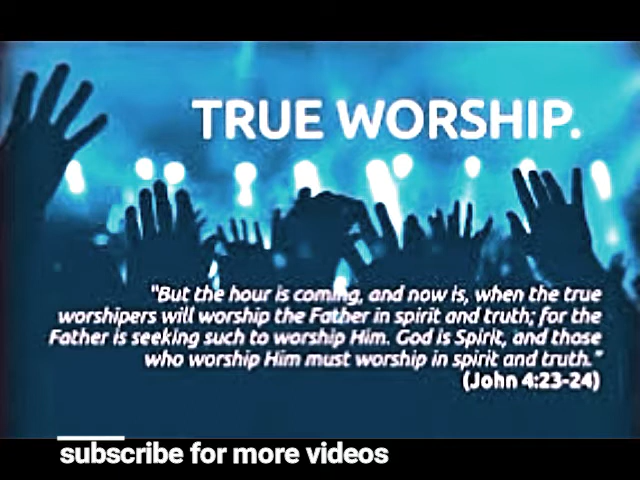 TRUE WORSHIP.
"But the hour is coming, and now is, when the true
worshipers will worship the Father in spirit and truth; for the
Father is seeking such to worship Him. God is Spirit, and those
who worship Him must worship in spirit and truth."
(John 4:23-24)
subscribe for more videos